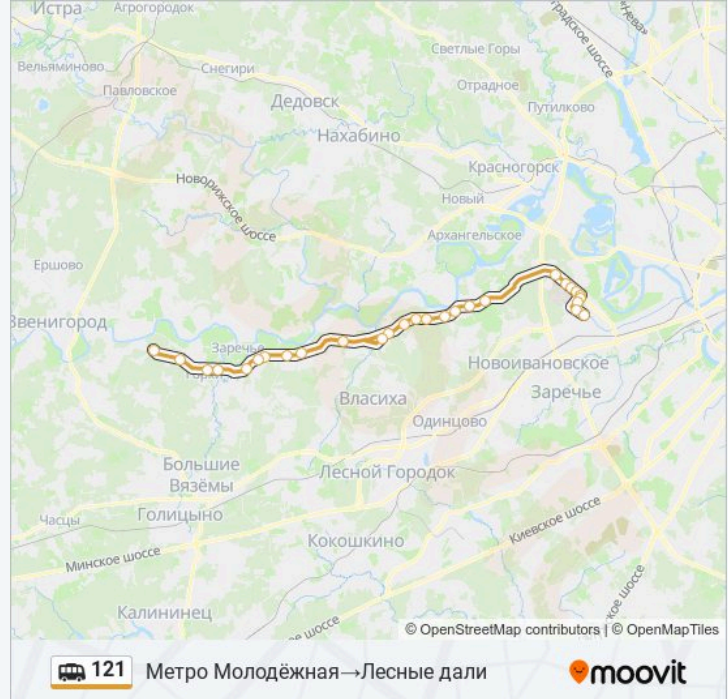 Истра
Агрогородок
Светлые Горы
Вельяминово
Снегири
Павловское
Отрадное
«Нева»
Дедовск
Путилково
Нахабино
Красногорск
Новорижское шоссе
Новый
Архангельское
Ершово
Звенигород
Заречье
Новоивановское
Власиха
Заречье
Одинцово
Большие
Вязёмы
Лесной Городок
Голицыно
Часцы
Киевское шоссе
Кокошкино
Минское шоссе
шоссе
Калининец
шоссе
© OpenStreetMap contributors | © OpenMapTiles
121 Метро Молодёжная→Лесные дали moovit